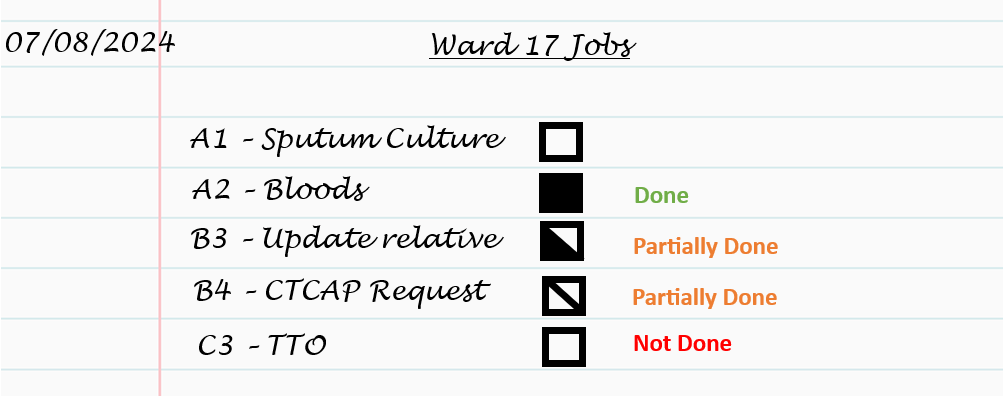 07/08/2024 Ward 17 Jobs
A1 - Sputum Culture
A2 - Bloods Done
B3 - Update relative Partially Done
B4 - CTCAP Request Partially Done
C3 - TTO Not Done